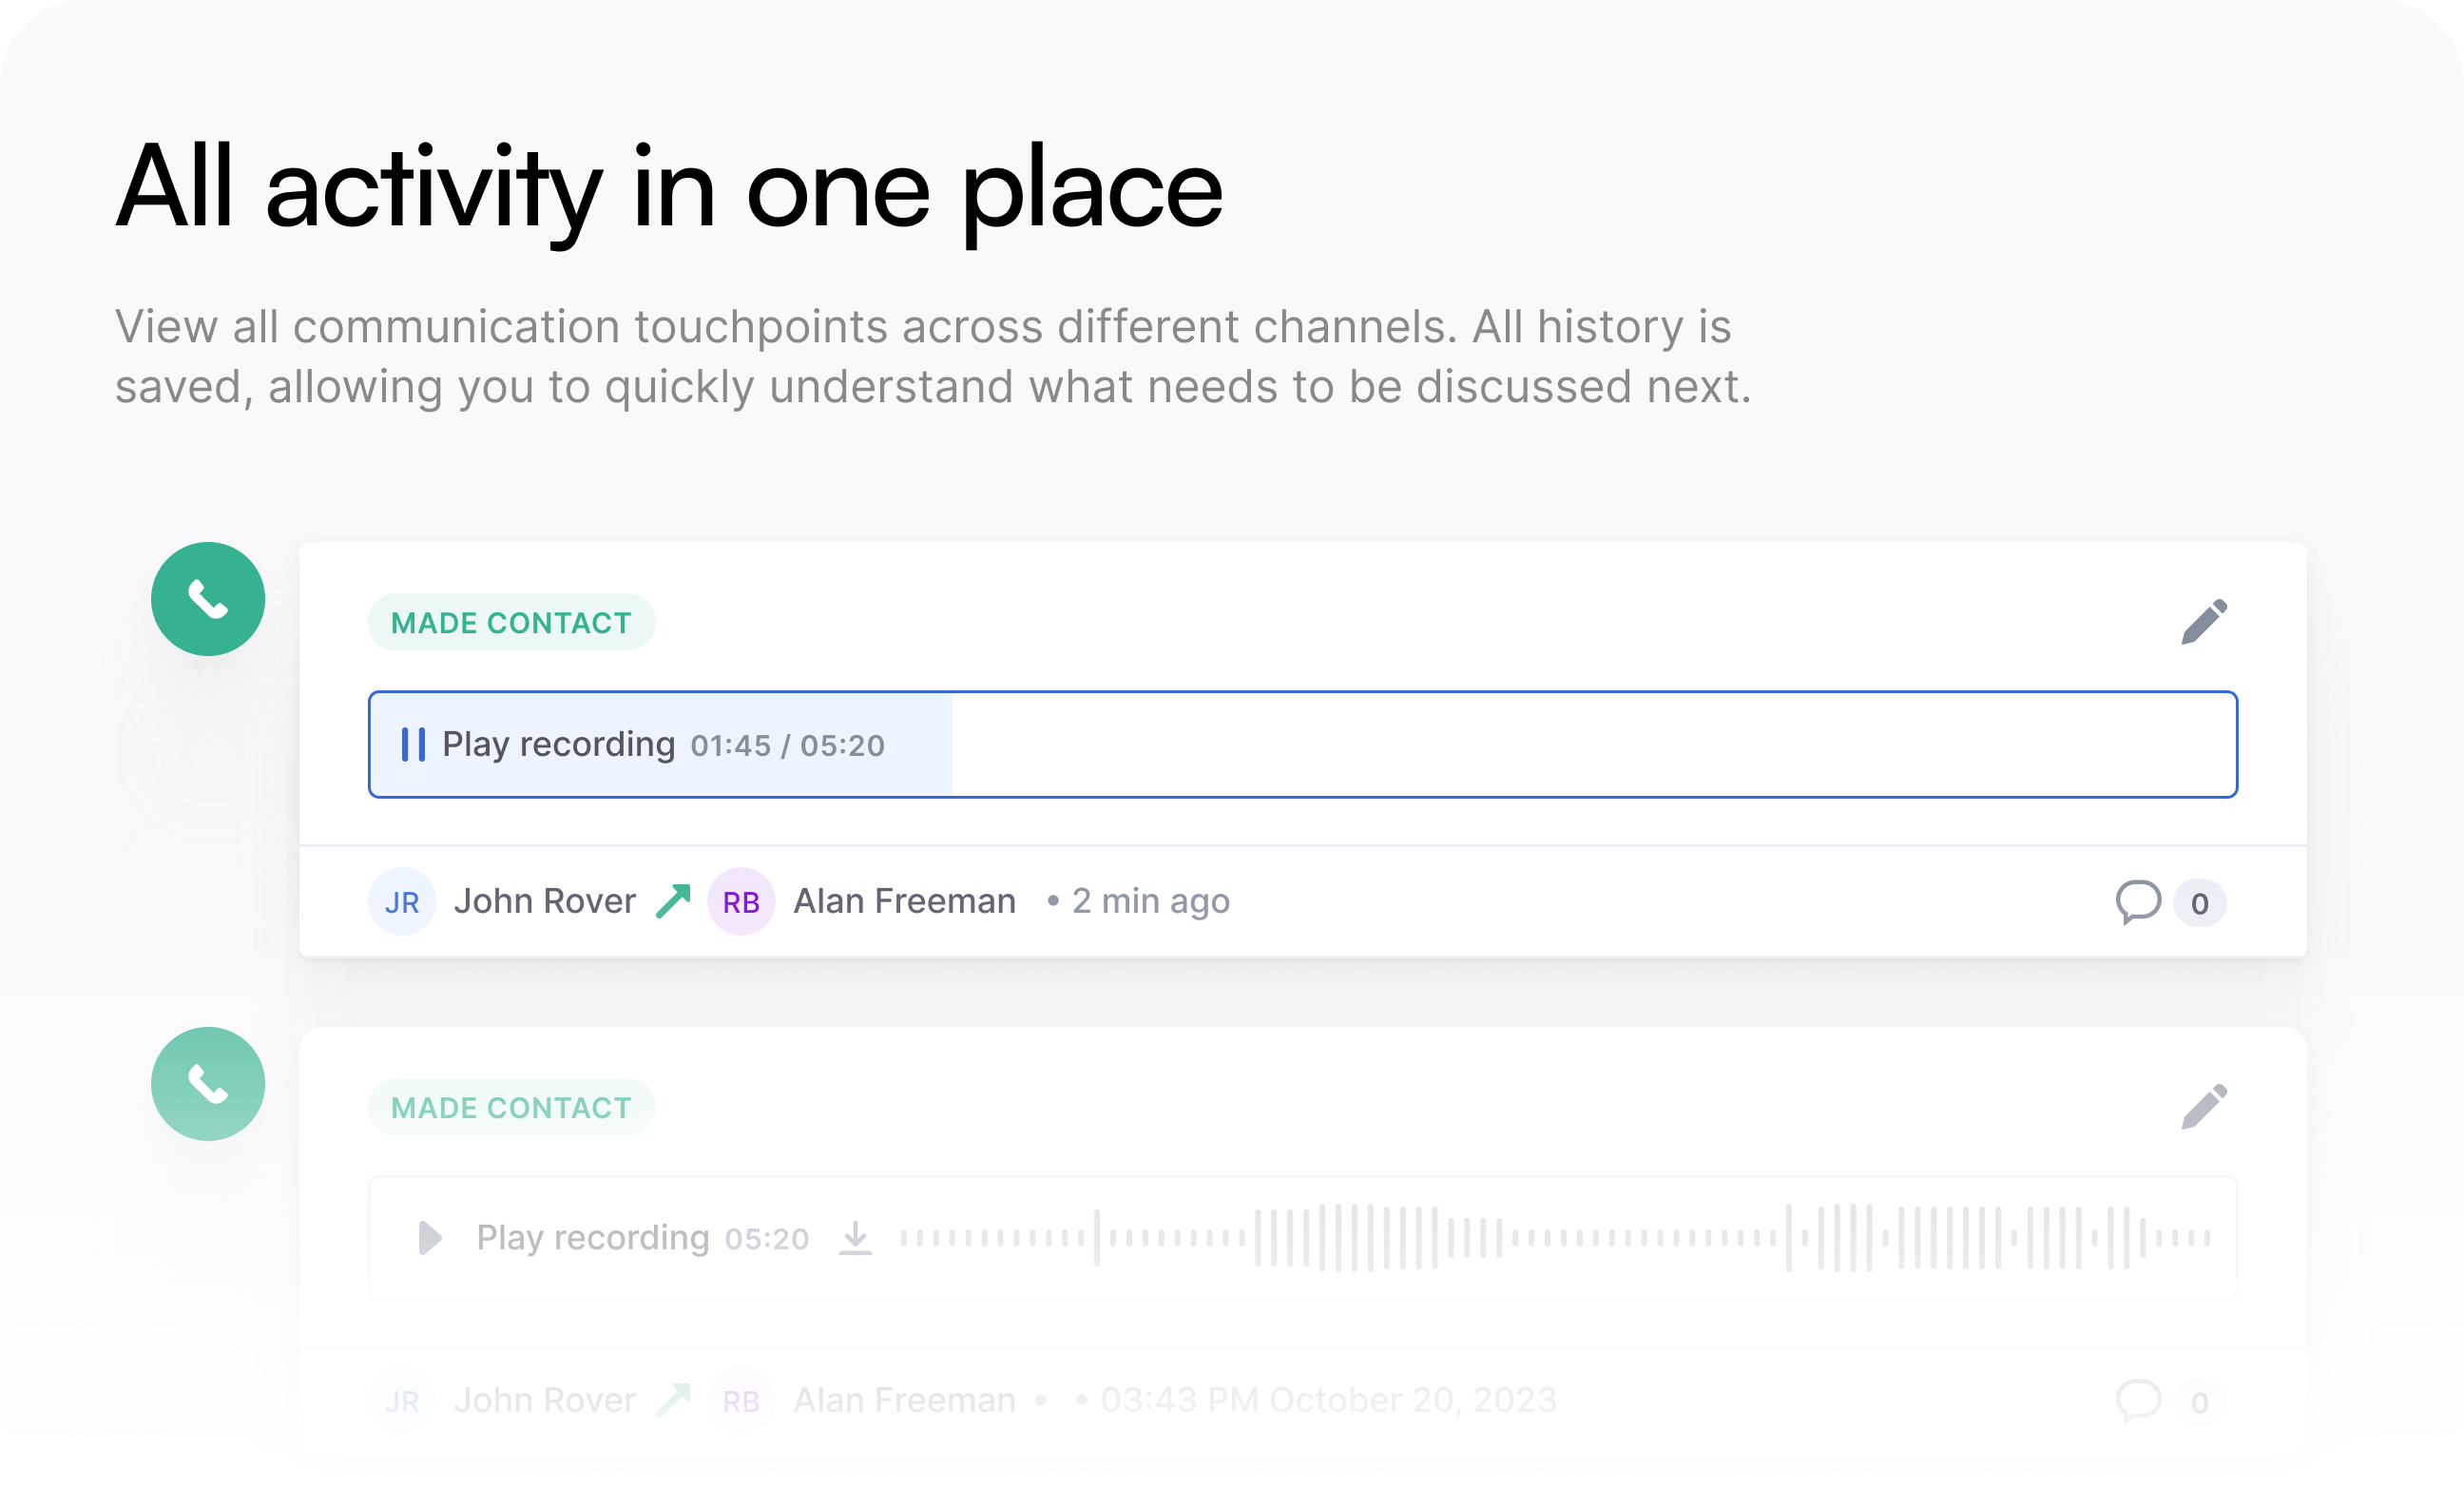 All activity in one place
View all communication touchpoints across different channels. All history is
saved, allowing you to quickly understand what needs to be discussed next.
MADE CONTACT
Play recording 01:45 / 05:20
JR John Rover RB Alan Freeman • 2 min ago 0
MADE CONTACT
Play recording 05:20
JR John Rover RB Alan Freeman • • 03:43 PM October 20, 2023 0